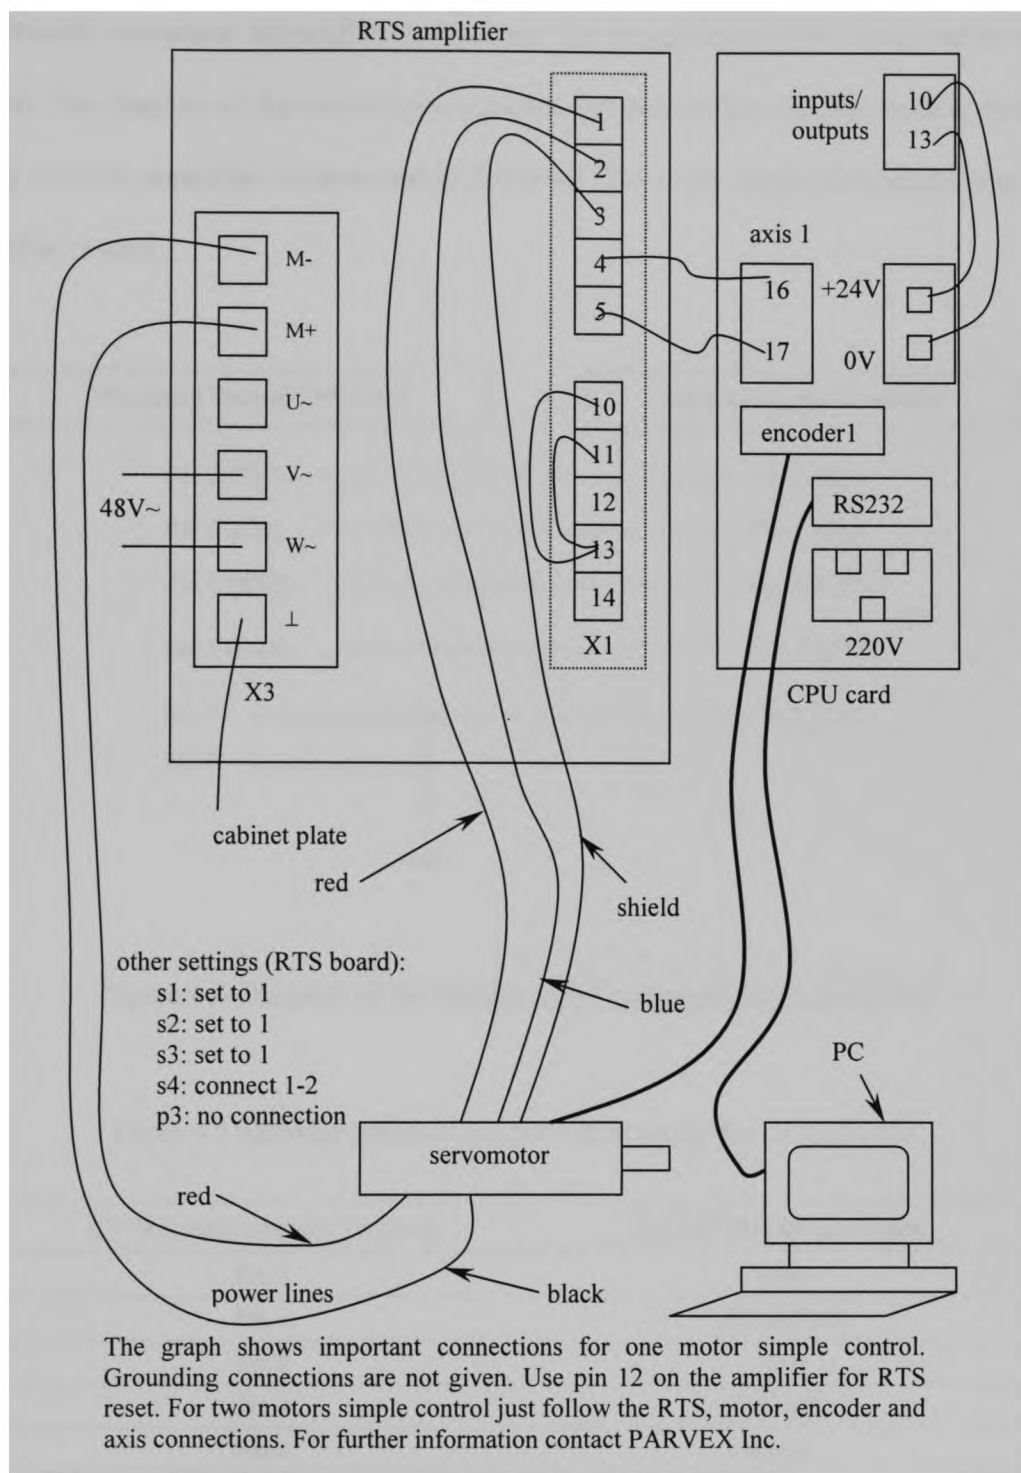 RTS amplifier
1
2
3
4
5
10
11
12
13
14
X1
M-
M+
U~
V~
48V~
W~
⊥
X3
inputs/
outputs
10
13
axis 1
16
17
+24V
0V
encoder1
RS232
220V
CPU card
cabinet plate
red
shield
blue
other settings (RTS board):
s1: set to 1
s2: set to 1
s3: set to 1
s4: connect 1-2
p3: no connection
PC
servomotor
red
power lines
black
The graph shows important connections for one motor simple control.
Grounding connections are not given. Use pin 12 on the amplifier for RTS
reset. For two motors simple control just follow the RTS, motor, encoder and
axis connections. For further information contact PARVEX Inc.